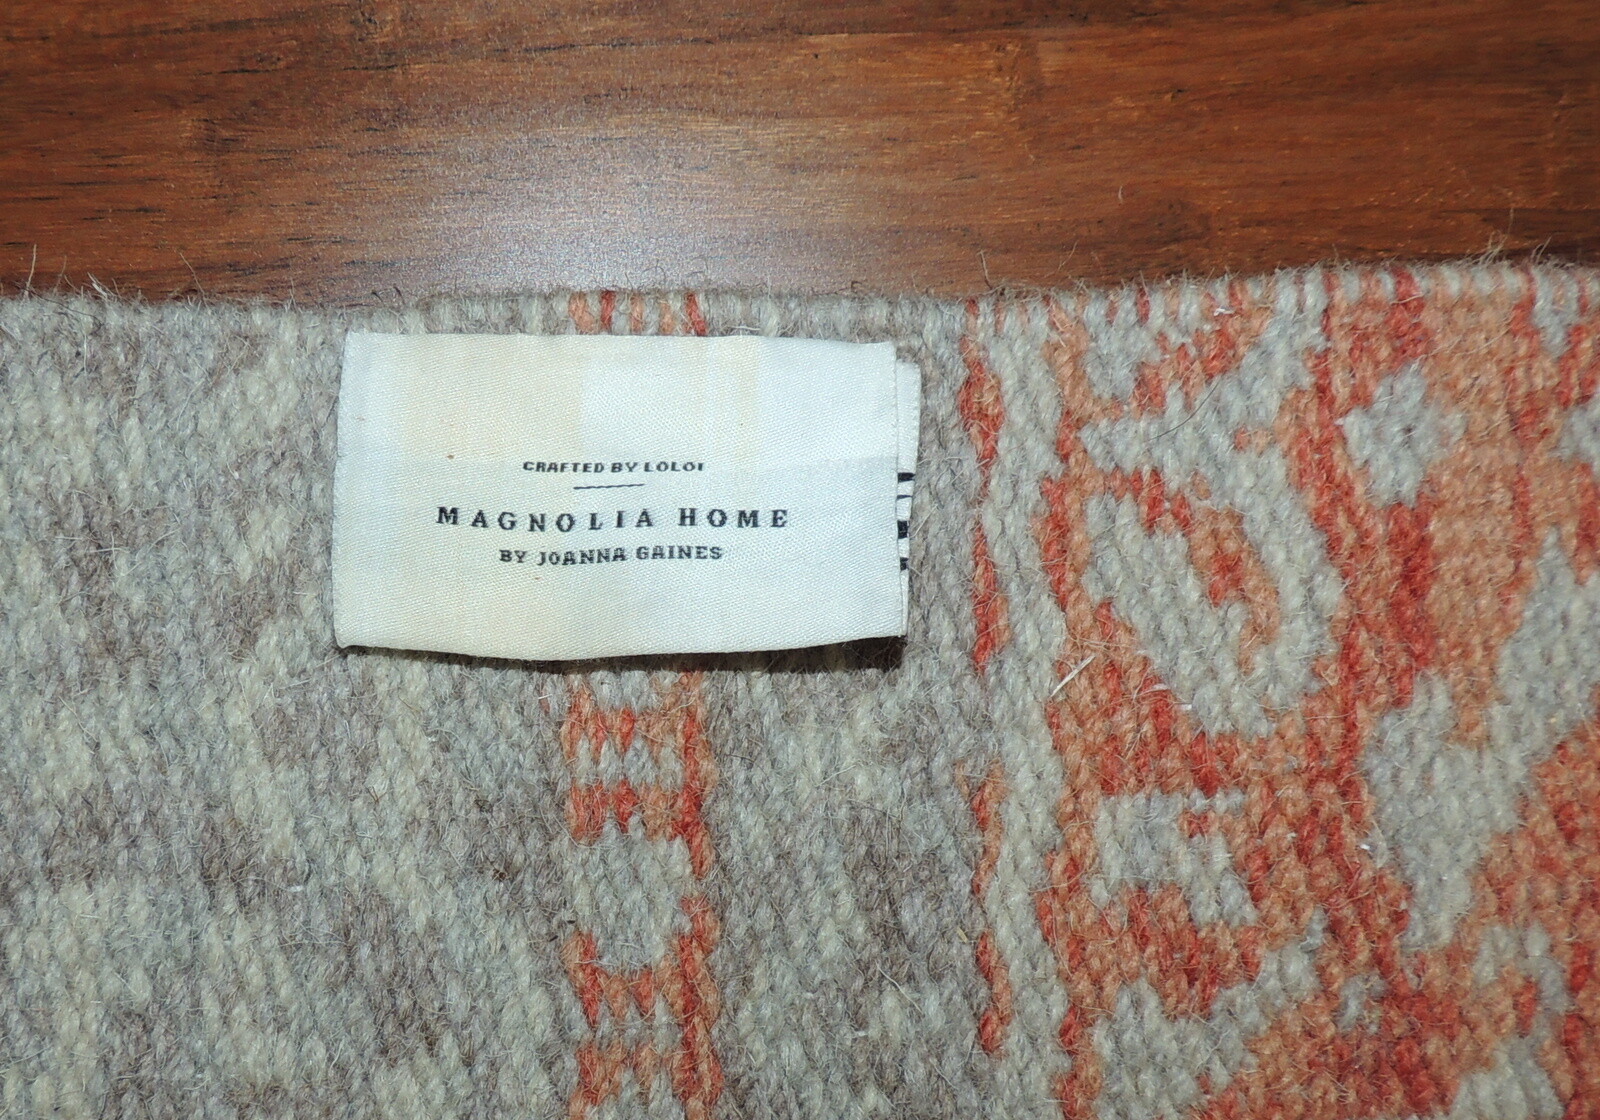 CRAFTED BY LOLOI
MAGNOLIA HOME
BY JOANNA GAINES